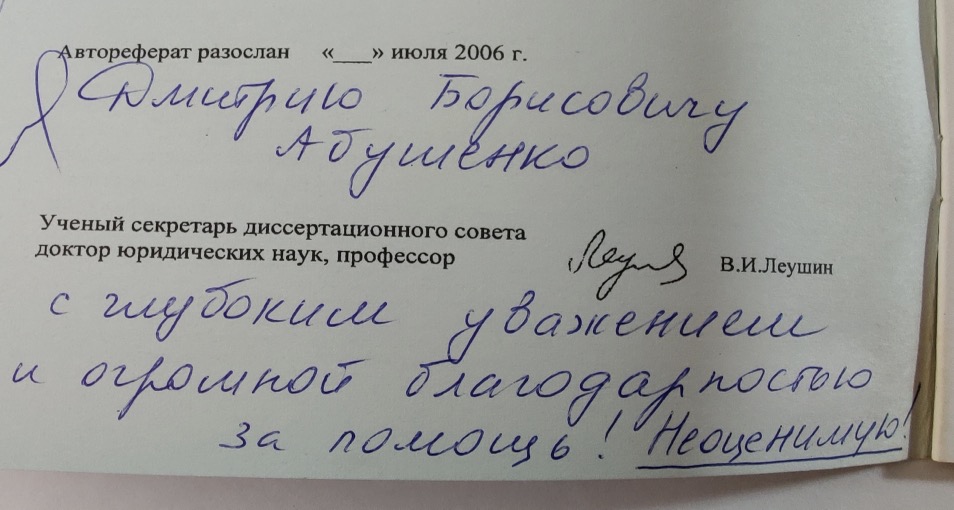 Автореферат разослан «___» июля 2006 г.
Дмитрию Борисовичу
Абушенко
Ученый секретарь диссертационного совета
доктор юридических наук, профессор В.И.Леушин
с глубоким уважением
и огромной благодарностью
за помощь! Неоценимую!